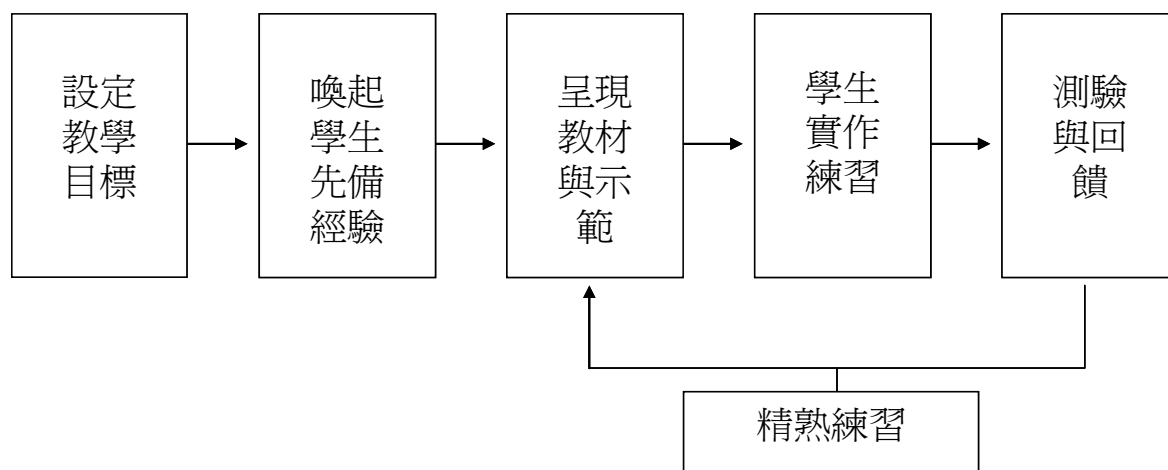 設定
教學
目標
喚起
學生
先備
經驗
呈現
教材
與示
範
學生
實作
練習
測驗
與回
饋
精熟練習